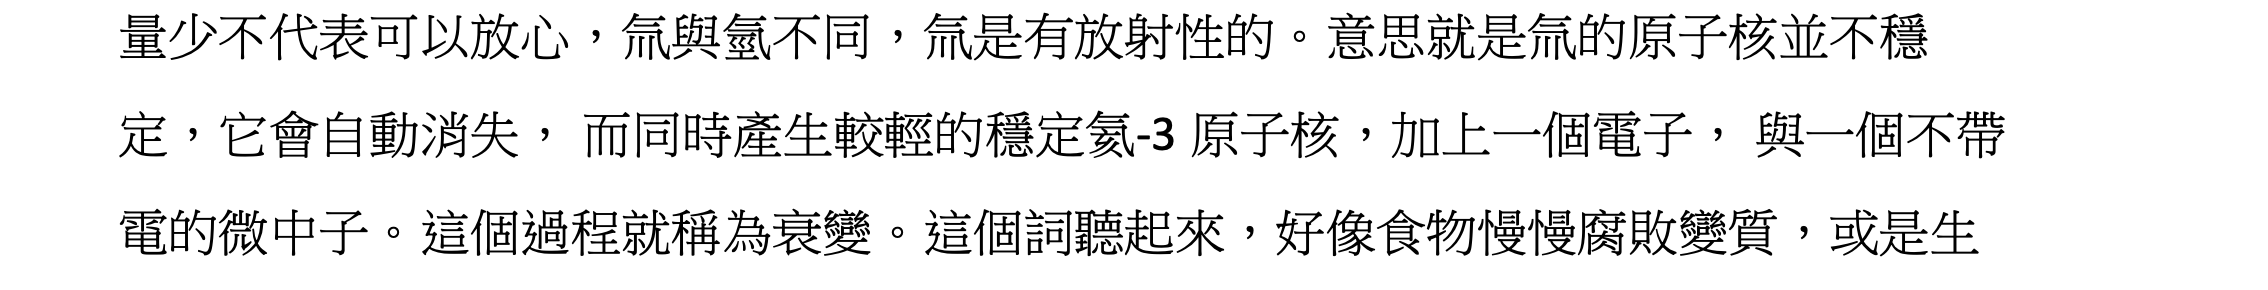 量少不代表可以放心，氚與氫不同，氚是有放射性的。意思就是氚的原子核並不穩
定，它會自動消失， 而同時產生較輕的穩定氦-3 原子核，加上一個電子， 與一個不帶
電的微中子。這個過程就稱為衰變。這個詞聽起來，好像食物慢慢腐敗變質，或是生